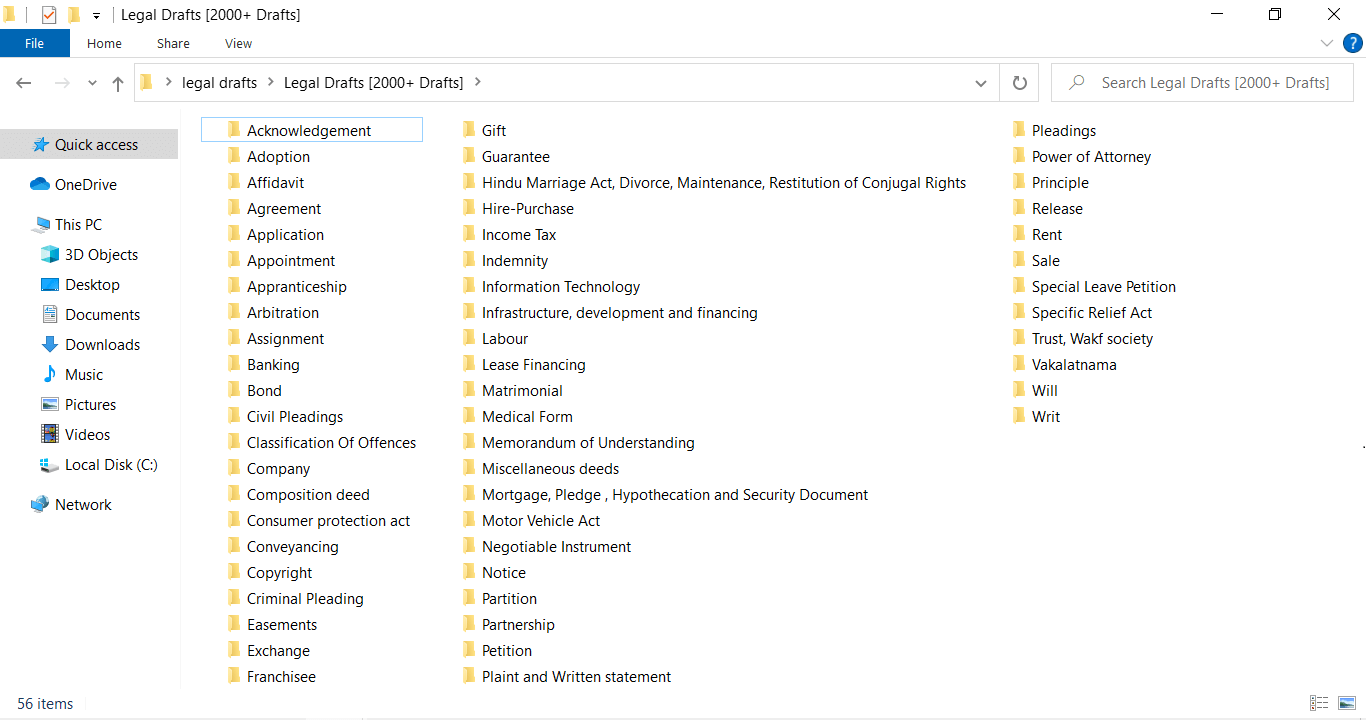 Legal Drafts [2000+ Drafts]
File Home Share View
?
legal drafts Legal Drafts [2000+ Drafts]
Search Legal Drafts [2000+ Drafts]
Quick access
OneDrive
This PC
3D Objects
Desktop
Documents
Downloads
Music
Pictures
Videos
Local Disk (C:)
Network
Acknowledgement
Adoption
Affidavit
Agreement
Application
Appointment
Appranticeship
Arbitration
Assignment
Banking
Bond
Civil Pleadings
Classification Of Offences
Company
Composition deed
Consumer protection act
Conveyancing
Copyright
Criminal Pleading
Easements
Exchange
Franchisee
Gift
Guarantee
Hindu Marriage Act, Divorce, Maintenance, Restitution of Conjugal Rights
Hire-Purchase
Income Tax
Indemnity
Information Technology
Infrastructure, development and financing
Labour
Lease Financing
Matrimonial
Medical Form
Memorandum of Understanding
Miscellaneous deeds
Mortgage, Pledge , Hypothecation and Security Document
Motor Vehicle Act
Negotiable Instrument
Notice
Partition
Partnership
Petition
Plaint and Written statement
Pleadings
Power of Attorney
Principle
Release
Rent
Sale
Special Leave Petition
Specific Relief Act
Trust, Wakf society
Vakalatnama
Will
Writ
56 items